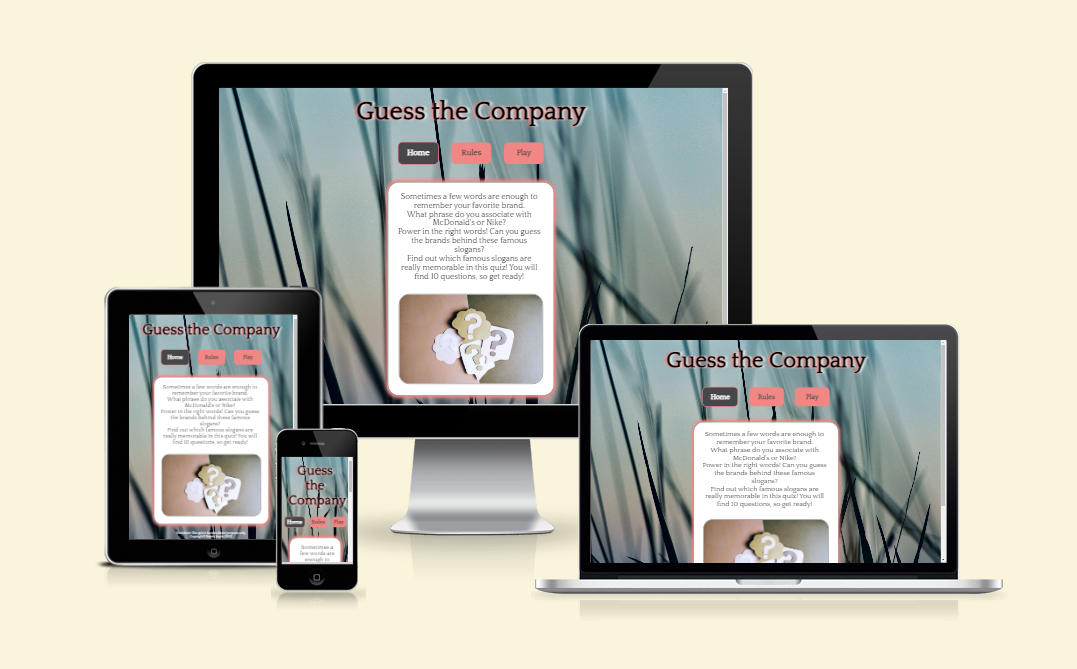 Guess the Company
Home Rules Play
Sometimes a few words are enough to
remember your favorite brand.
What phrase do you associate with
McDonald's or Nike?
Power in the right words! Can you guess
the brands behind these famous
slogans?
Find out which famous slogans are
really memorable in this quiz! You will
find 10 questions, so get ready!
Guess the Company
Home Rules Play
Sometimes a few words are enough to
remember your favorite brand.
What phrase do you associate with
McDonald's or Nike?
Power in the right words! Can you guess
the brands behind these famous
slogans?
Find out which famous slogans are
really memorable in this quiz! You will
find 10 questions, so get ready!
Guess
the
Company
Home Rules Play
Sometimes a
few words are
enough to
Guess the Company
Home Rules Play
Sometimes a few words are enough to
remember your favorite brand.
What phrase do you associate with
McDonald's or Nike?
Power in the right words! Can you guess
the brands behind these famous
slogans?
Find out which famous slogans are
really memorable in this quiz! You will
find 10 questions, so get ready!